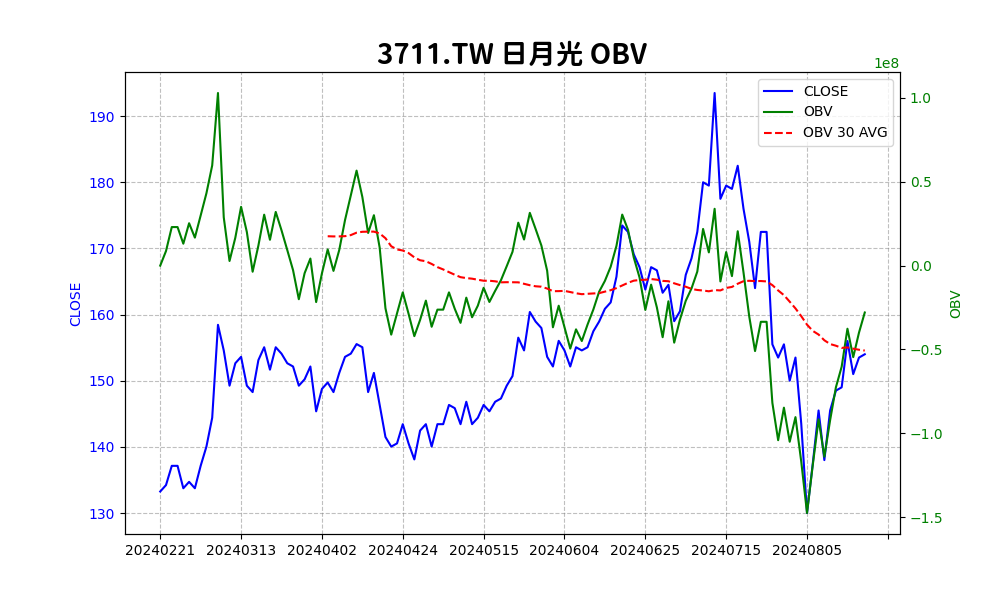 3711.TW 日月光 OBV
1e8
CLOSE
OBV
OBV 30 AVG
190
180
170
160
150
140
130
CLOSE
1.0
0.5
0.0
−0.5
−1.0
−1.5
OBV
20240221 20240313 20240402 20240424 20240515 20240604 20240625 20240715 20240805